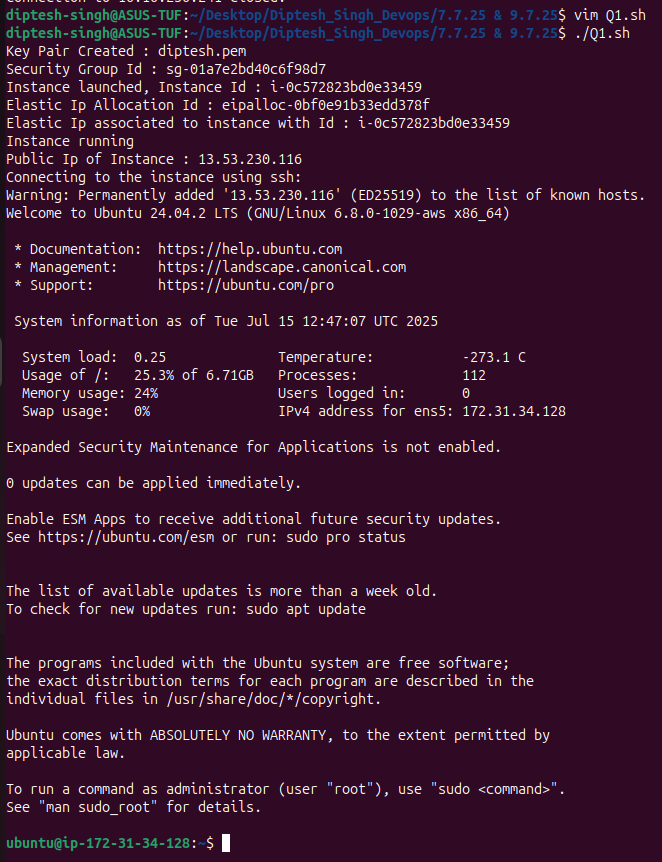 diptesh-singh@ASUS-TUF:~/Desktop/Diptesh_Singh_Devops/7.7.25 & 9.7.25$ vim Q1.sh
diptesh-singh@ASUS-TUF:~/Desktop/Diptesh_Singh_Devops/7.7.25 & 9.7.25$ ./Q1.sh
Key Pair Created : diptesh.pem
Security Group Id : sg-01a7e2bd40c6f98d7
Instance launched, Instance Id : i-0c572823bd0e33459
Elastic Ip Allocation Id : eipalloc-0bf0e91b33edd378f
Elastic Ip associated to instance with Id : i-0c572823bd0e33459
Instance running
Public Ip of Instance : 13.53.230.116
Connecting to the instance using ssh:
Warning: Permanently added '13.53.230.116' (ED25519) to the list of known hosts.
Welcome to Ubuntu 24.04.2 LTS (GNU/Linux 6.8.0-1029-aws x86_64)
* Documentation:  https://help.ubuntu.com
* Management:     https://landscape.canonical.com
* Support:        https://ubuntu.com/pro
System information as of Tue Jul 15 12:47:07 UTC 2025
System load:  0.25               Temperature:           -273.1 C
Usage of /:   25.3% of 6.71GB    Processes:             112
Memory usage: 24%                Users logged in:       0
Swap usage:   0%                 IPv4 address for ens5: 172.31.34.128
Expanded Security Maintenance for Applications is not enabled.
0 updates can be applied immediately.
Enable ESM Apps to receive additional future security updates.
See https://ubuntu.com/esm or run: sudo pro status
The list of available updates is more than a week old.
To check for new updates run: sudo apt update
The programs included with the Ubuntu system are free software;
the exact distribution terms for each program are described in the
individual files in /usr/share/doc/*/copyright.
Ubuntu comes with ABSOLUTELY NO WARRANTY, to the extent permitted by
applicable law.
To run a command as administrator (user "root"), use "sudo <command>".
See "man sudo_root" for details.
ubuntu@ip-172-31-34-128:~$